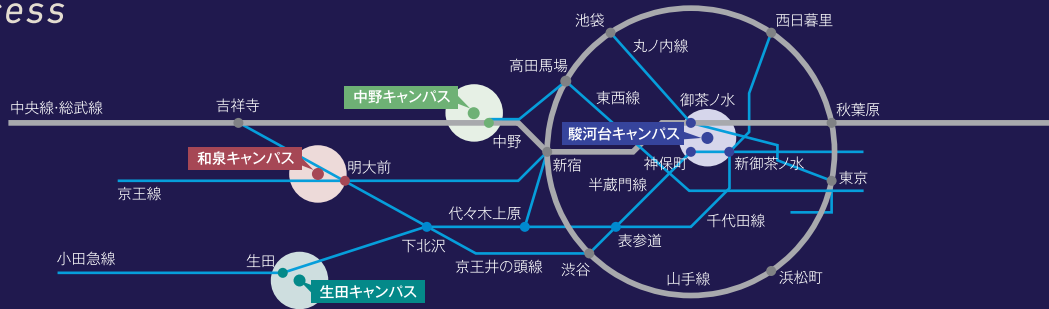 ess
池袋
西日暮里
丸ノ内線
高田馬場
中野キャンパス
東西線
御茶ノ水
中央線・総武線
吉祥寺
秋葉原
駿河台キャンパス
中野
和泉キャンパス
明大前
新宿
神保町
新御茶ノ水
京王線
半蔵門線
東京
代々木上原
千代田線
下北沢
表参道
小田急線
生田
京王井の頭線
渋谷
山手線
浜松町
生田キャンパス